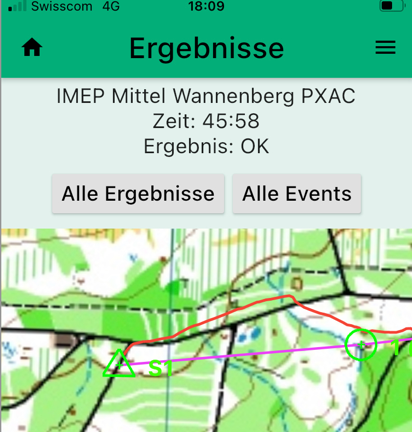 Swisscom 4G 18:09
Ergebnisse
IMEP Mittel Wannenberg PXAC
Zeit: 45:58
Ergebnis: OK
Alle Ergebnisse Alle Events
S1
1